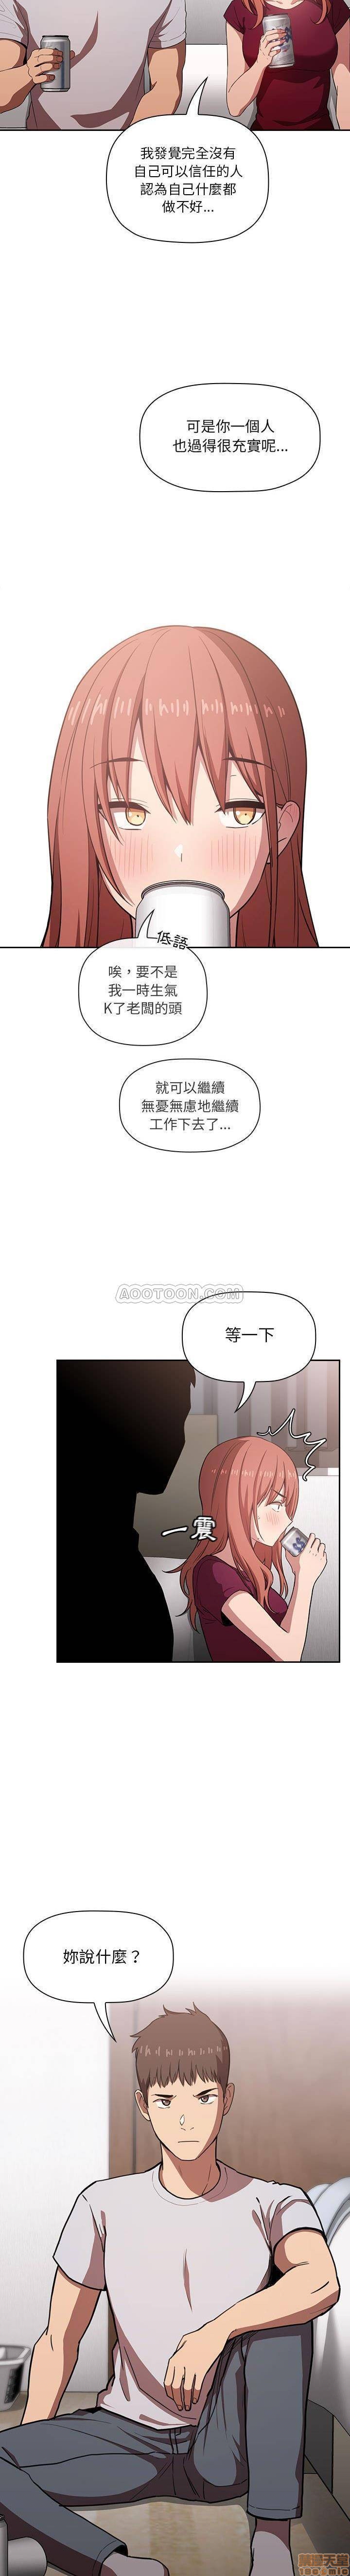 我發覺完全沒有
自己可以信任的人
認為自己什麼都
做不好...
可是你一個人
也過得很充實呢...
低語
唉，要不是
我一時生氣
K了老闆的頭
就可以繼續
無憂無慮地繼續
工作下去了...
AOOTOON.COM
等一下
一震
妳說什麼？